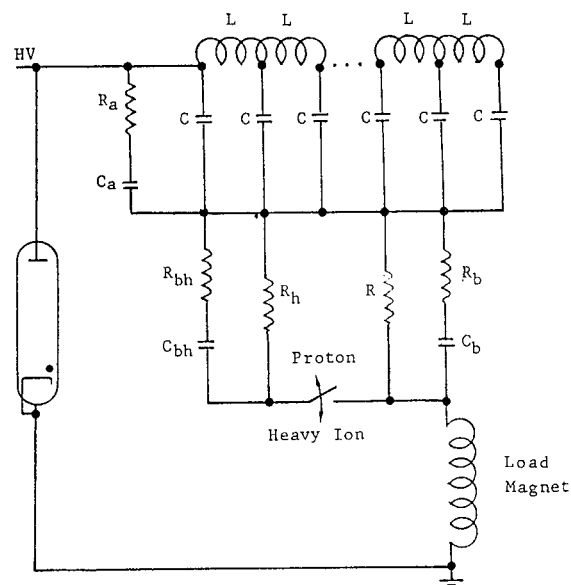 L L L L
HV
Ra
C C C C C C
Ca
Rbh Rh R Rb
Cbh Cb
Proton
Heavy Ion
Load
Magnet